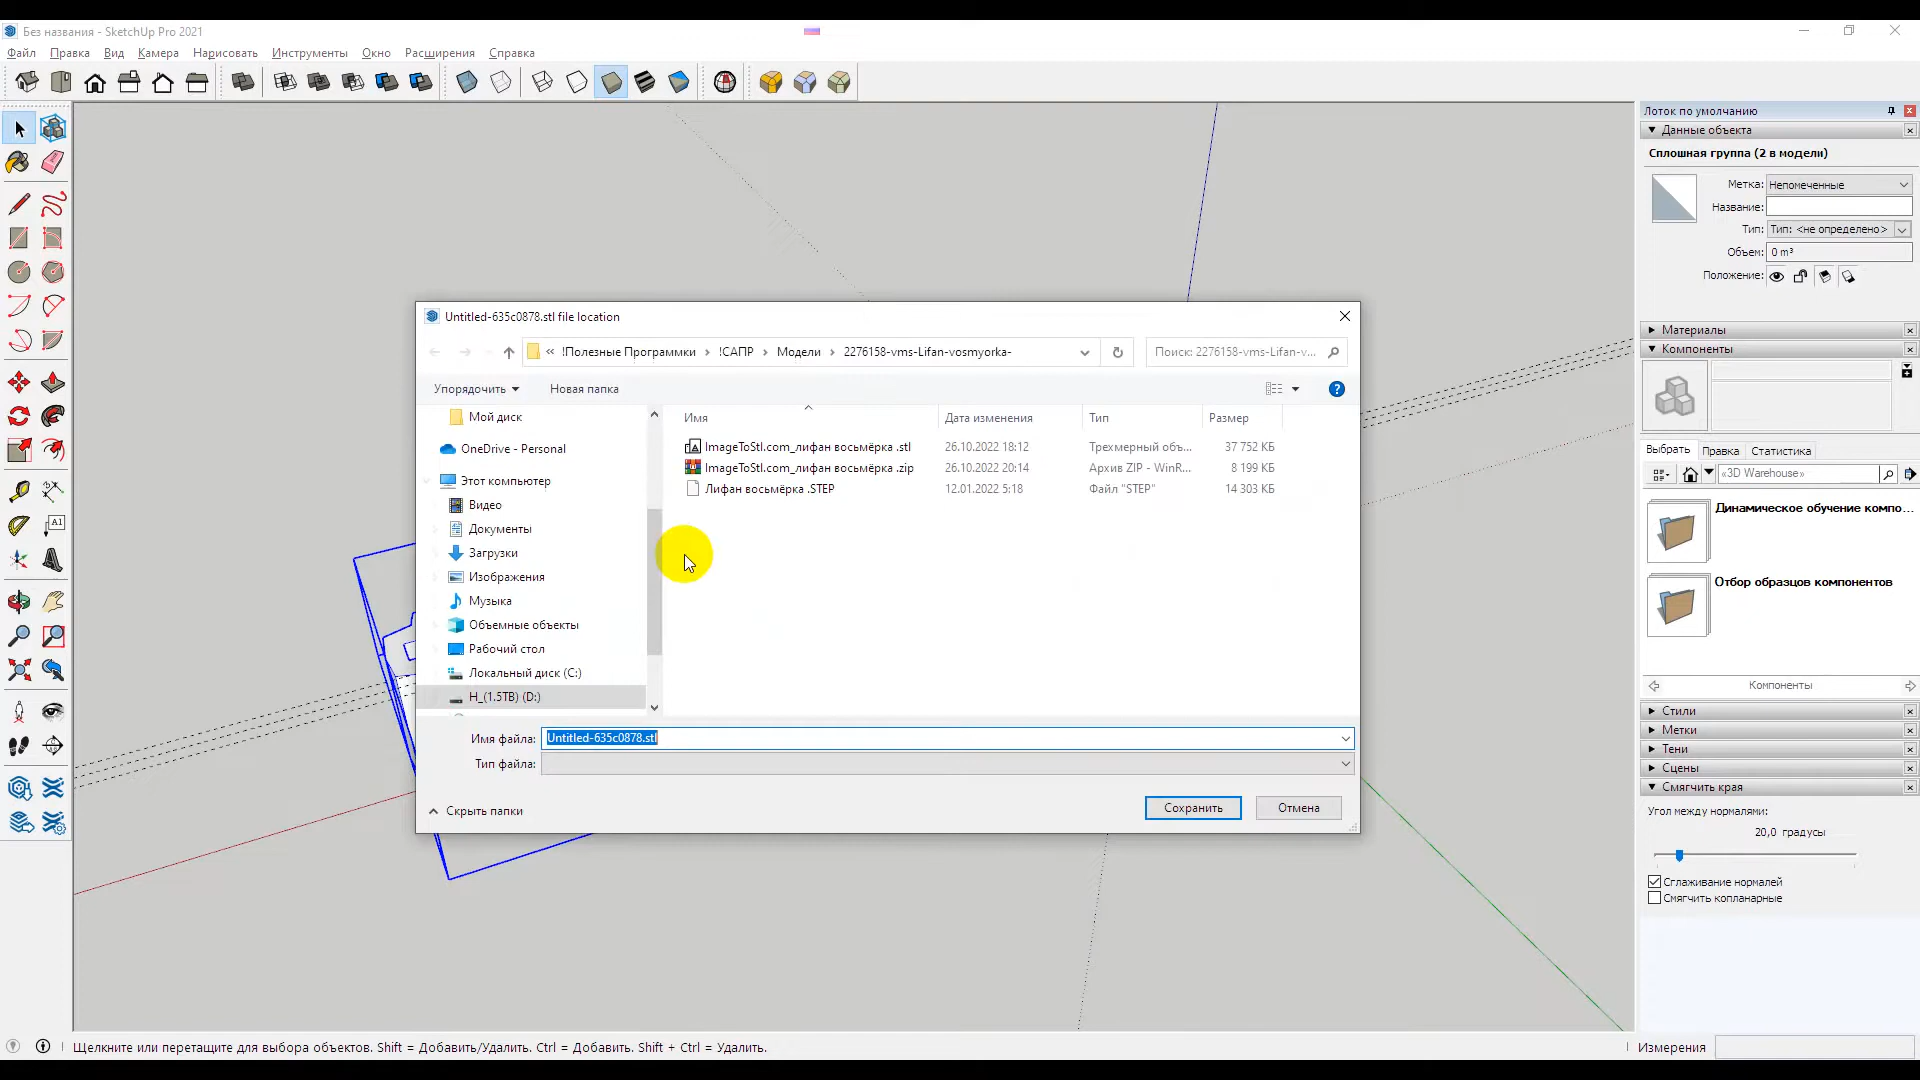 Без названия - SketchUp Pro 2021
Файл Правка Вид Камера Нарисовать Инструменты Окно Расширения Справка
Лоток по умолчанию
Данные объекта
Сплошная группа (2 в модели)
Метка: Непомеченные
Название:
Тип: Тип: <не определено>
Объем: 0 m³
Положение:
Материалы
Компоненты
Выбрать Правка Статистика
«3D Warehouse»
Динамическое обучение компо...
Отбор образцов компонентов
Компоненты
Стили
Метки
Тени
Сцены
Смягчить края
Угол между нормалями:
20,0 градусы
Сглаживание нормалей
Смягчить копланарные
Untitled-635c0878.stl file location
« !Полезные Программки › !САПР › Модели › 2276158-vms-Lifan-vosmyorka-
Поиск: 2276158-vms-Lifan-v...
Упорядочить Новая папка
Мой диск
OneDrive - Personal
Этот компьютер
Видео
Документы
Загрузки
Изображения
Музыка
Объемные объекты
Рабочий стол
Локальный диск (C:)
H_(1.5TB) (D:)
Имя Дата изменения Тип Размер
ImageToStl.com_лифан восьмёрка .stl 26.10.2022 18:12 Трехмерный объ... 37 752 КБ
ImageToStl.com_лифан восьмёрка .zip 26.10.2022 20:14 Архив ZIP - WinR... 8 199 КБ
Лифан восьмёрка .STEP 12.01.2022 5:18 Файл "STEP" 14 303 КБ
Имя файла: Untitled-635c0878.stl
Тип файла:
Скрыть папки
Сохранить Отмена
A1
Щелкните или перетащите для выбора объектов. Shift = Добавить/Удалить. Ctrl = Добавить. Shift + Ctrl = Удалить.
Измерения